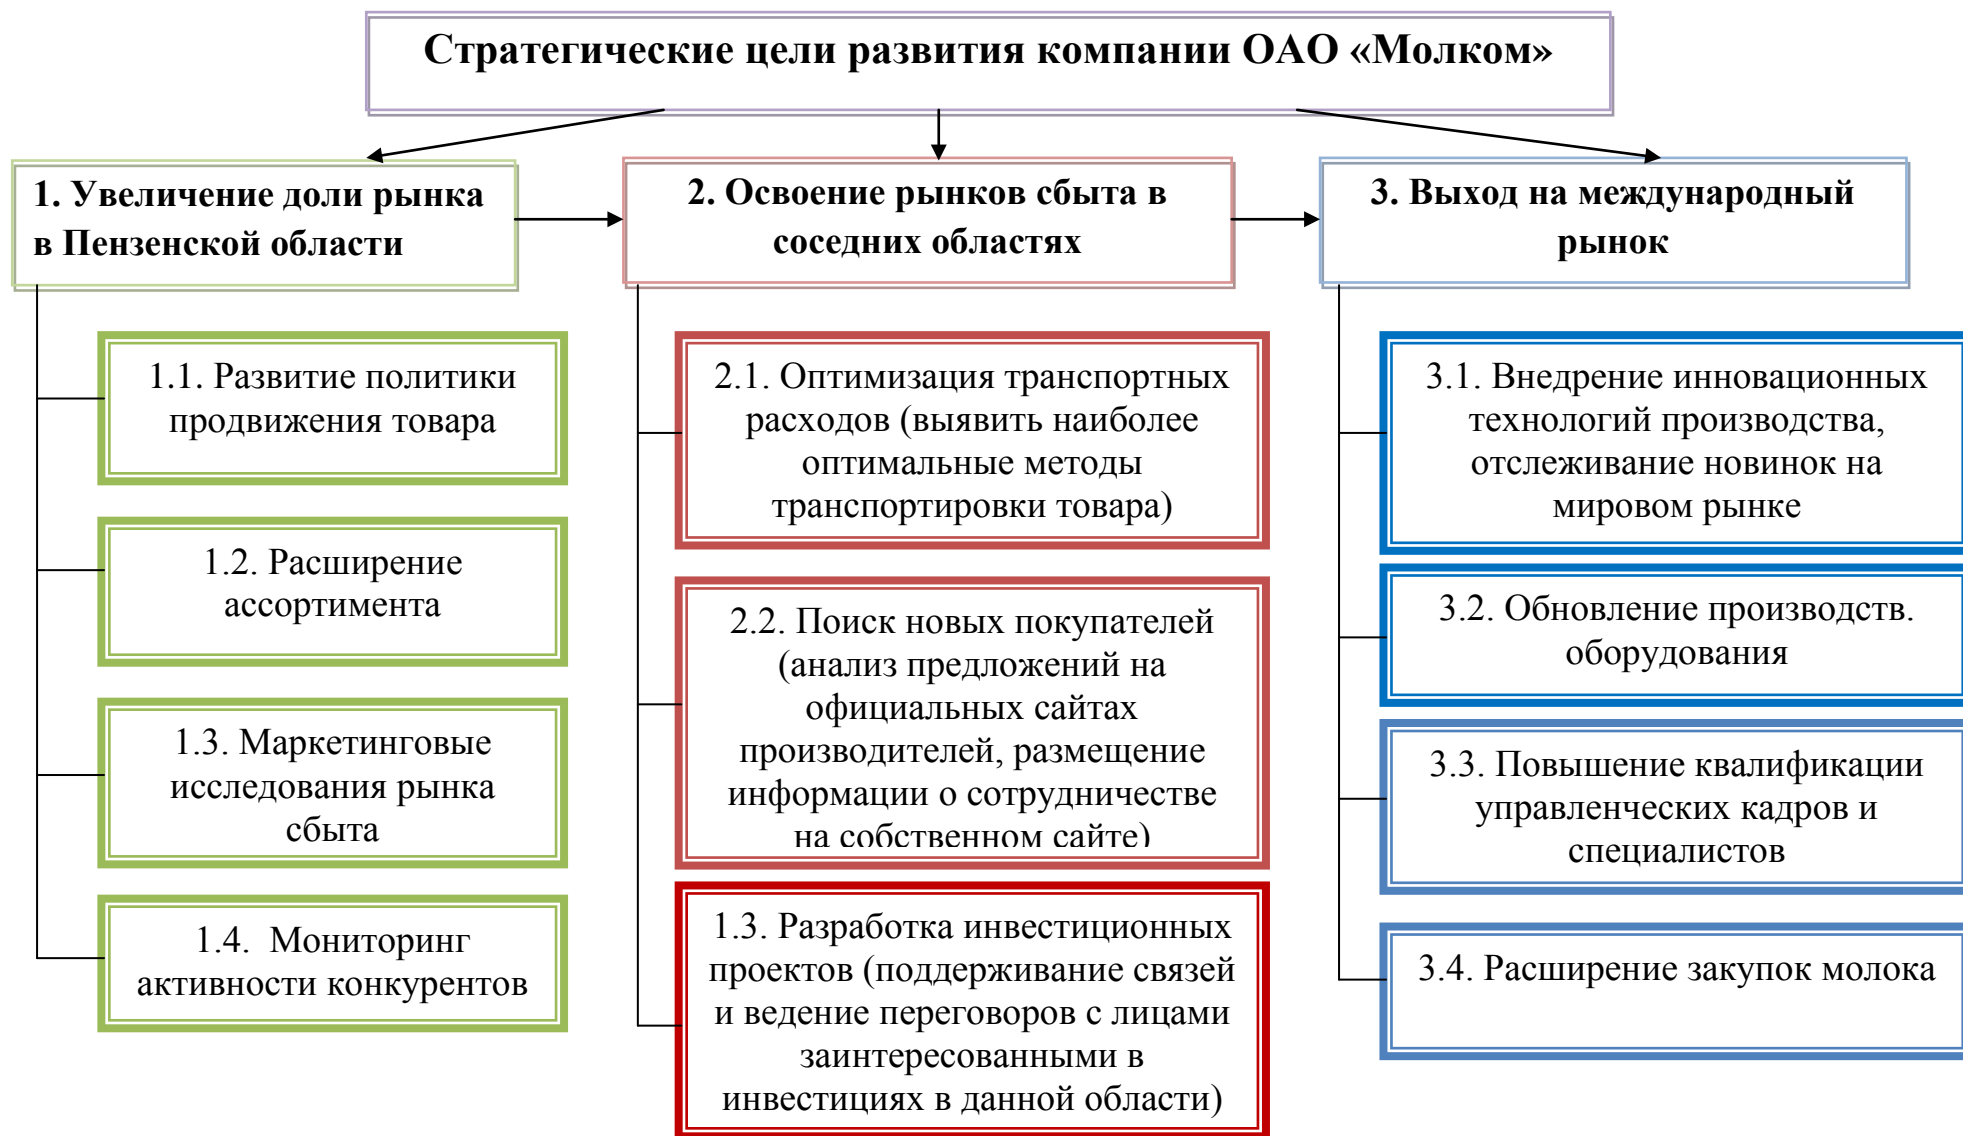 Стратегические цели развития компании ОАО «Молком»
1. Увеличение доли рынка
в Пензенской области
1.1. Развитие политики
продвижения товара
1.2. Расширение
ассортимента
1.3. Маркетинговые
исследования рынка
сбыта
1.4. Мониторинг
активности конкурентов
2. Освоение рынков сбыта в
соседних областях
2.1. Оптимизация транспортных
расходов (выявить наиболее
оптимальные методы
транспортировки товара)
2.2. Поиск новых покупателей
(анализ предложений на
официальных сайтах
производителей, размещение
информации о сотрудничестве
на собственном сайте)
1.3. Разработка инвестиционных
проектов (поддерживание связей
и ведение переговоров с лицами
заинтересованными в
инвестициях в данной области)
3. Выход на международный
рынок
3.1. Внедрение инновационных
технологий производства,
отслеживание новинок на
мировом рынке
3.2. Обновление производств.
оборудования
3.3. Повышение квалификации
управленческих кадров и
специалистов
3.4. Расширение закупок молока